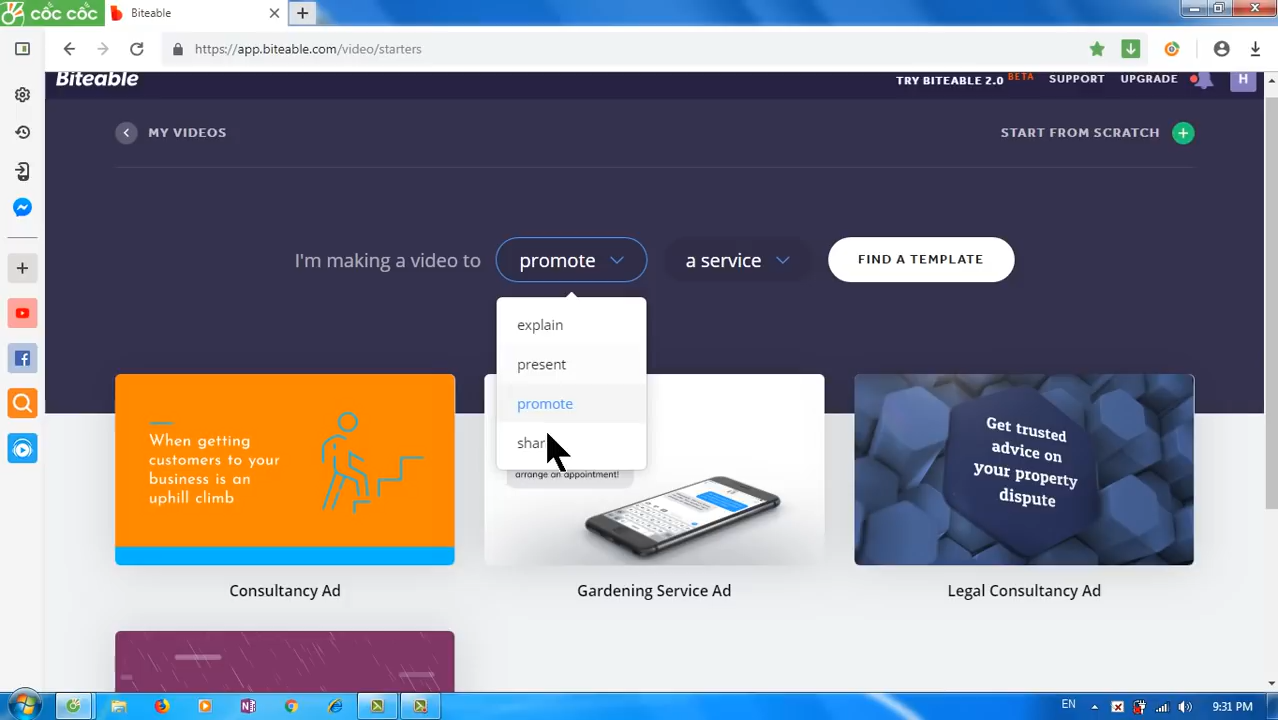 cốc cốc
Biteable
https://app.biteable.com/video/starters
Biteable
TRY BITEABLE 2.0 BETA
SUPPORT
UPGRADE
H
MY VIDEOS
START FROM SCRATCH
I'm making a video to
promote
a service
FIND A TEMPLATE
explain
present
promote
shar
arrange an appointment!
When getting
customers to your
business is an
uphill climb
Get trusted
advice on
your property
dispute
Consultancy Ad
Gardening Service Ad
Legal Consultancy Ad
EN
9:31 PM